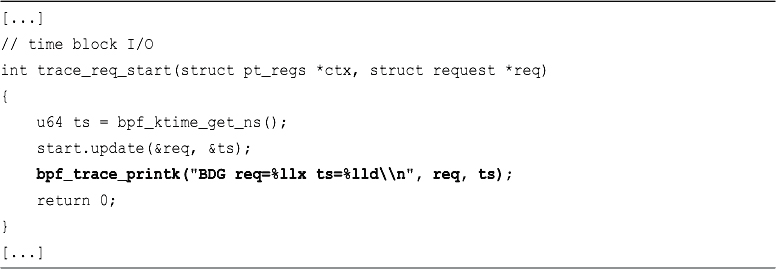 [...]
// time block I/O
int trace_req_start(struct pt_regs *ctx, struct request *req)
{
    u64 ts = bpf_ktime_get_ns();
    start.update(&req, &ts);
    bpf_trace_printk("BDG req=%llx ts=%lld\\n", req, ts);
    return 0;
}
[...]